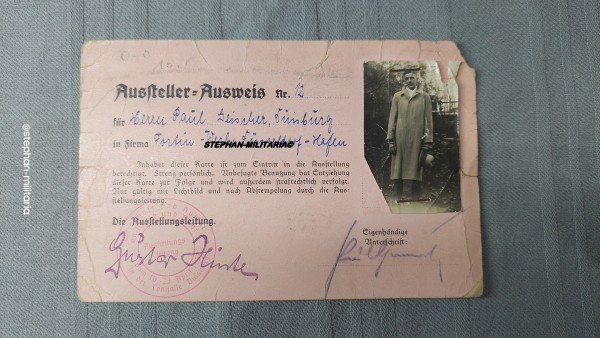 Aussteller=Ausweis Nr. 12
für Herrn Paul
in Firma
STEPHAN-MILITARIAC
Inhaber dieser Karte ist zum Eintritt in die Ausstellung
berechtigt. Streng persönlich. Unbefugte Benutzung hat Entziehung
dieser Karte zur Folge und wird außerdem strafrechtlich verfolgt.
Nur gültig mit Lichtbild und nach Abstempelung durch die Aus-
stellungsleitung.
Die Ausstellungsleitung.
Gustav
Eigenhändige
Unterschrift:
@stephan-militaria